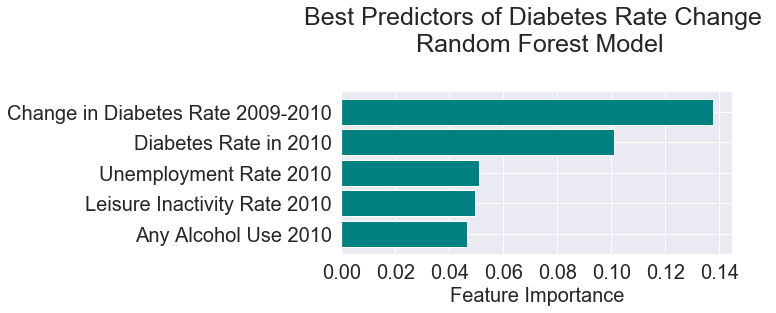 Best Predictors of Diabetes Rate Change
Random Forest Model
Change in Diabetes Rate 2009-2010
Diabetes Rate in 2010
Unemployment Rate 2010
Leisure Inactivity Rate 2010
Any Alcohol Use 2010
0.00 0.02 0.04 0.06 0.08 0.10 0.12 0.14
Feature Importance